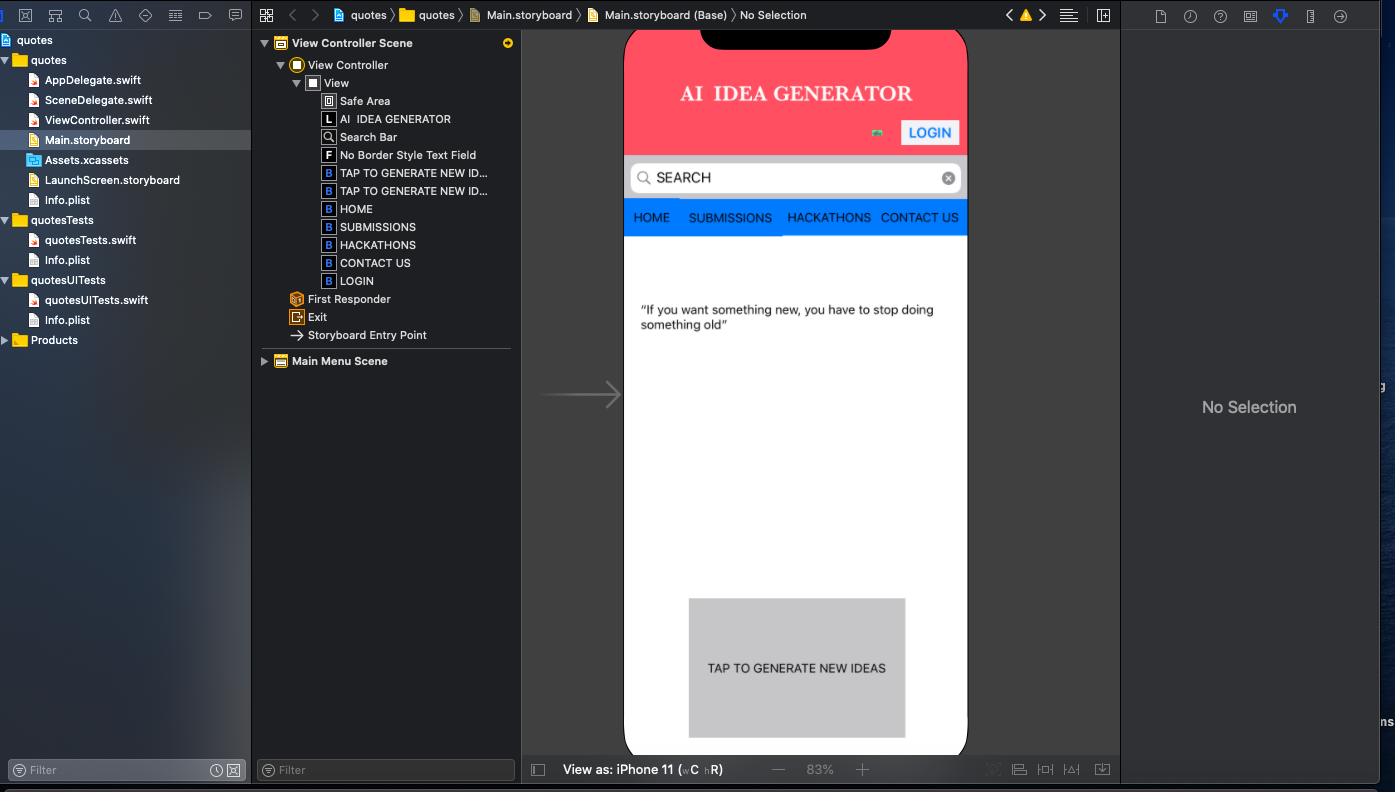 quotes
quotes
AppDelegate.swift
SceneDelegate.swift
ViewController.swift
Main.storyboard
Assets.xcassets
LaunchScreen.storyboard
Info.plist
quotesTests
quotesTests.swift
Info.plist
quotesUITests
quotesUITests.swift
Info.plist
Products
Filter
quotes quotes Main.storyboard Main.storyboard (Base) No Selection
View Controller Scene
View Controller
View
Safe Area
L AI IDEA GENERATOR
Search Bar
F No Border Style Text Field
B TAP TO GENERATE NEW ID...
B TAP TO GENERATE NEW ID...
B HOME
B SUBMISSIONS
B HACKATHONS
B CONTACT US
B LOGIN
First Responder
Exit
Storyboard Entry Point
Main Menu Scene
Filter
AI IDEA GENERATOR
LOGIN
SEARCH
HOME SUBMISSIONS HACKATHONS CONTACT US
“If you want something new, you have to stop doing
something old”
TAP TO GENERATE NEW IDEAS
View as: iPhone 11 (wC hR)
83%
No Selection